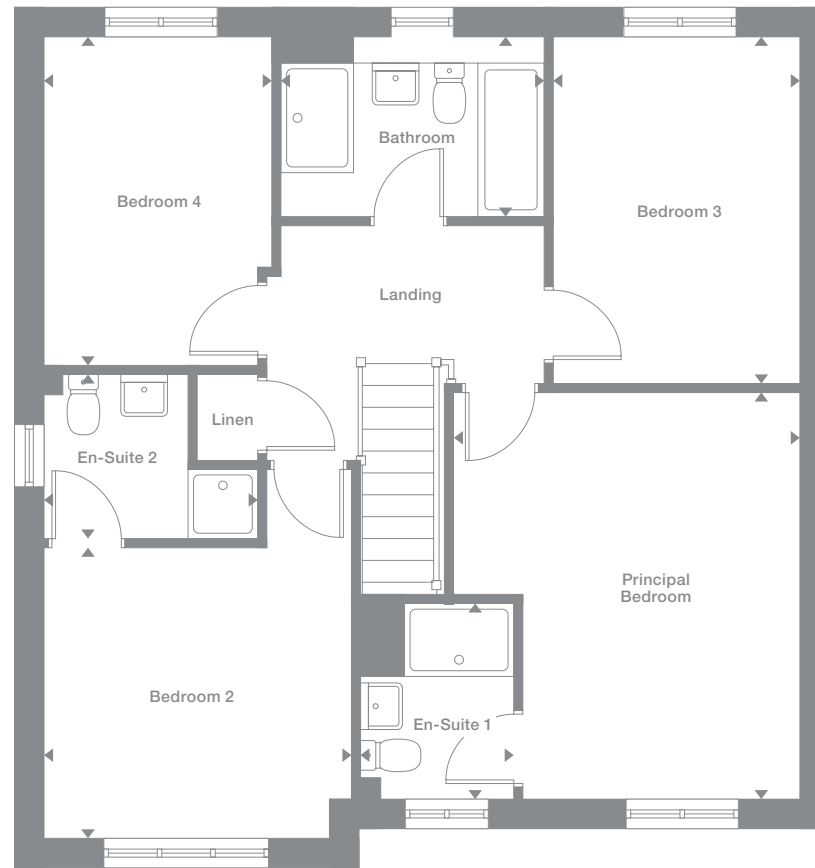 Bathroom
Bedroom 4
Bedroom 3
Landing
Linen
En-Suite 2
Principal
Bedroom
Bedroom 2
En-Suite 1